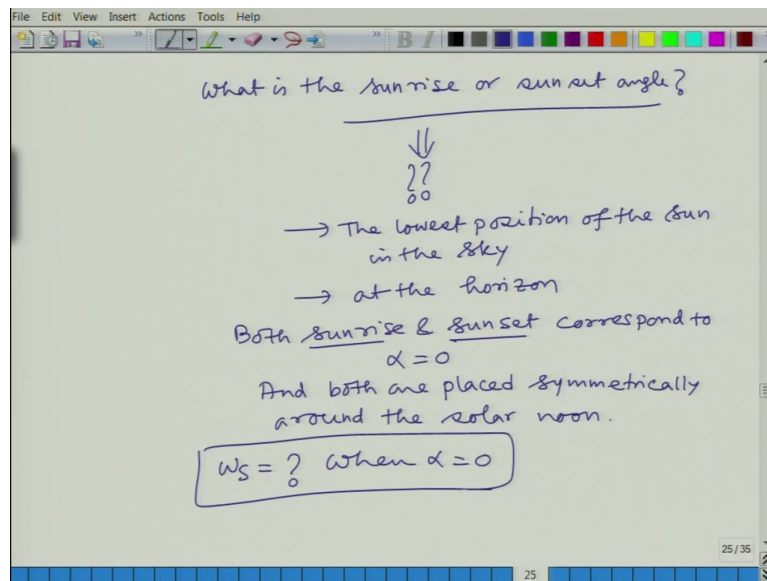 File Edit View Insert Actions Tools Help
What is the sunrise or sunset angle?
??
→ The lowest position of the sun
in the sky
→ at the horizon
Both sunrise & sunset correspond to
α = 0
And both are placed symmetrically
around the solar noon.
ωs = ? when α = 0
25/35
25